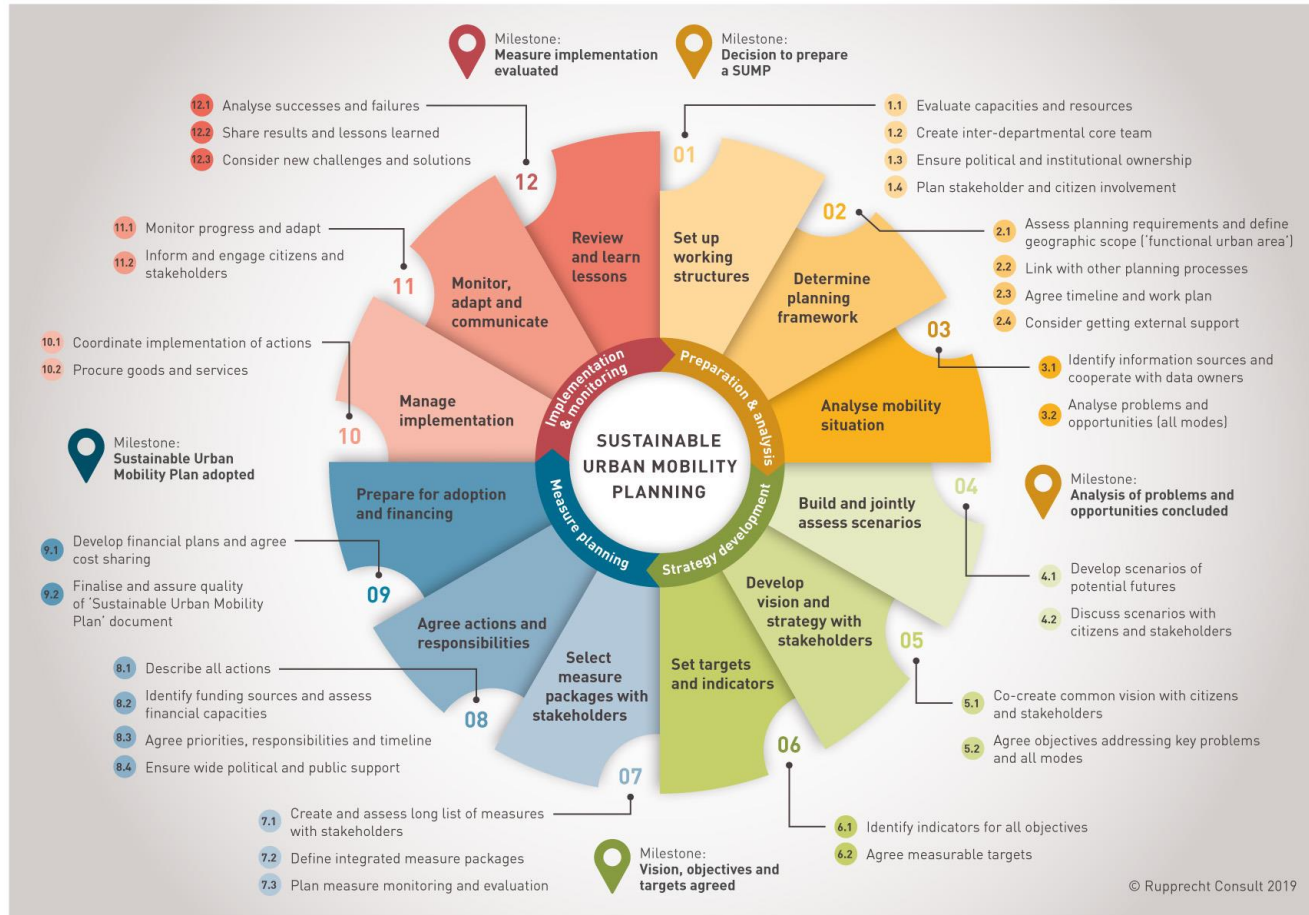 Milestone:
Measure implementation
evaluated
Milestone:
Decision to prepare
a SUMP
12.1 Analyse successes and failures
12.2 Share results and lessons learned
12.3 Consider new challenges and solutions
1.1 Evaluate capacities and resources
1.2 Create inter-departmental core team
1.3 Ensure political and institutional ownership
1.4 Plan stakeholder and citizen involvement
11.1 Monitor progress and adapt
11.2 Inform and engage citizens and
stakeholders
2.1 Assess planning requirements and define
geographic scope ('functional urban area')
2.2 Link with other planning processes
2.3 Agree timeline and work plan
2.4 Consider getting external support
10.1 Coordinate implementation of actions
10.2 Procure goods and services
3.1 Identify information sources and
cooperate with data owners
3.2 Analyse problems and
opportunities (all modes)
Milestone:
Sustainable Urban
Mobility Plan adopted
Milestone:
Analysis of problems and
opportunities concluded
01
Set up
working
structures
02
Determine
planning
framework
03
Analyse mobility
situation
04
Build and jointly
assess scenarios
05
Develop
vision and
strategy with
stakeholders
06
Set targets
and indicators
07
Select
measure
packages with
stakeholders
08
Agree actions and
responsibilities
09
Prepare for adoption
and financing
10
Manage
implementation
11
Monitor,
adapt and
communicate
12
Review
and learn
lessons
Preparation & analysis
Strategy development
Measure planning
Implementation
& monitoring
SUSTAINABLE
URBAN MOBILITY
PLANNING
9.1 Develop financial plans and agree
cost sharing
9.2 Finalise and assure quality
of 'Sustainable Urban Mobility
Plan' document
4.1 Develop scenarios of
potential futures
4.2 Discuss scenarios with
citizens and stakeholders
8.1 Describe all actions
8.2 Identify funding sources and assess
financial capacities
8.3 Agree priorities, responsibilities and timeline
8.4 Ensure wide political and public support
5.1 Co-create common vision with citizens
and stakeholders
5.2 Agree objectives addressing key problems
and all modes
7.1 Create and assess long list of measures
with stakeholders
7.2 Define integrated measure packages
7.3 Plan measure monitoring and evaluation
Milestone:
Vision, objectives and
targets agreed
6.1 Identify indicators for all objectives
6.2 Agree measurable targets
© Rupprecht Consult 2019